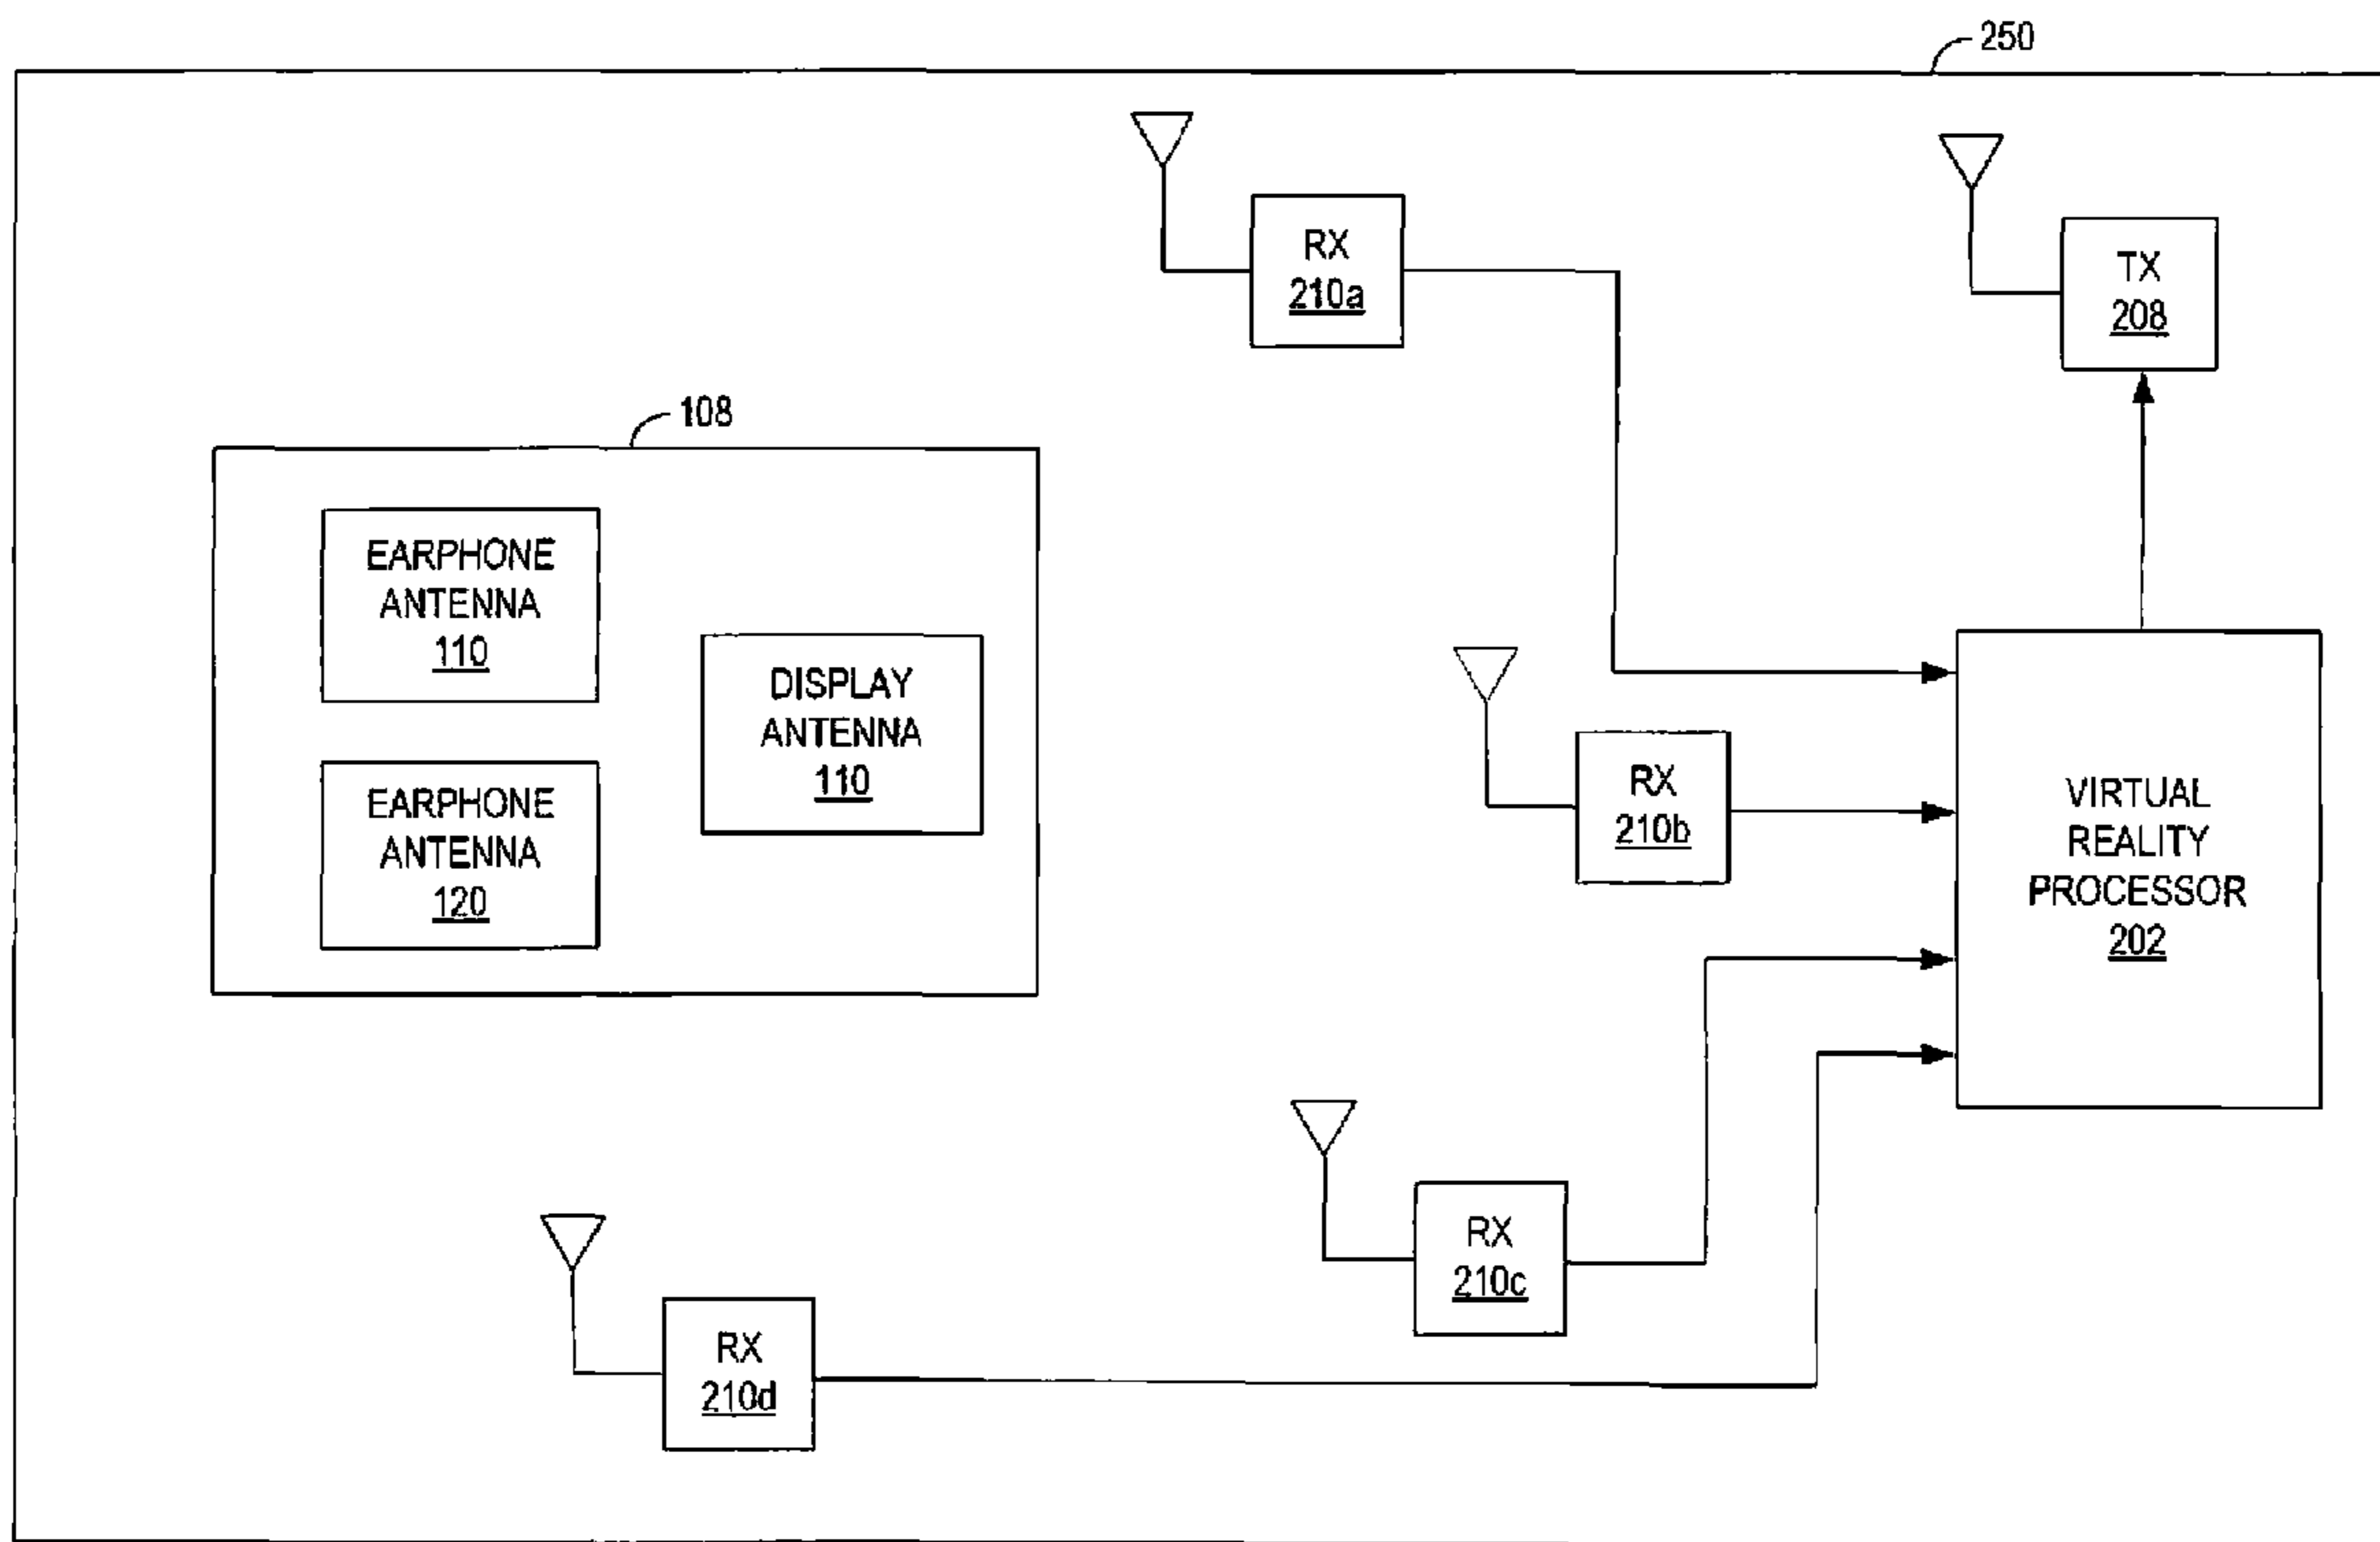 250
RX
210a
TX
208
108
EARPHONE
ANTENNA
110
DISPLAY
ANTENNA
110
EARPHONE
ANTENNA
120
RX
210b
VIRTUAL
REALITY
PROCESSOR
202
RX
210c
RX
210d